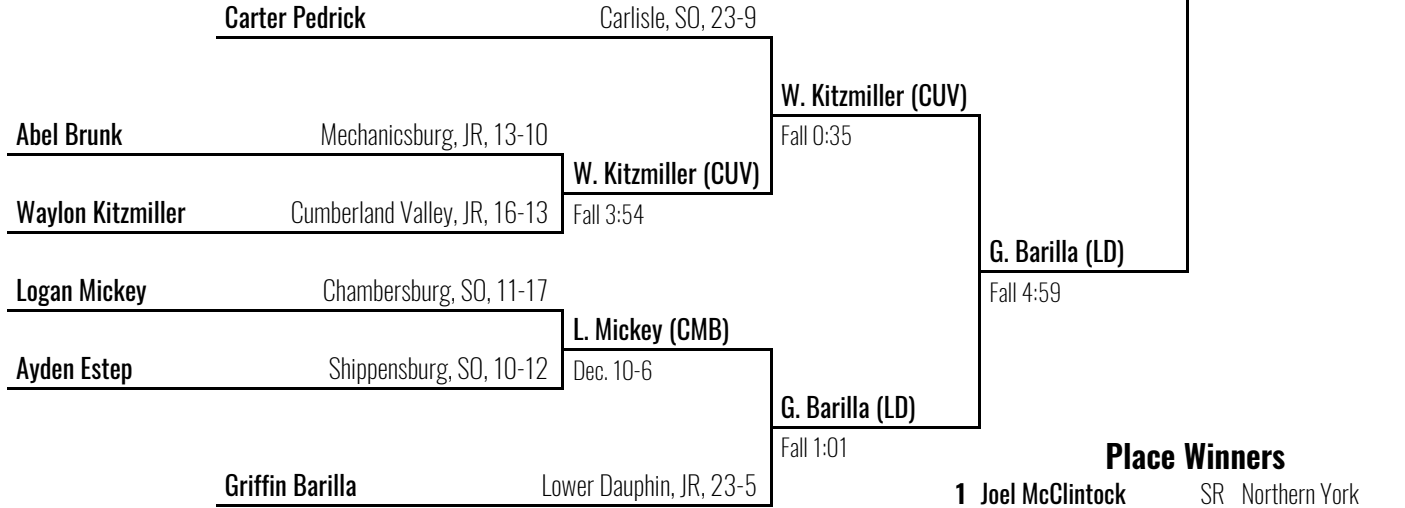 Carter Pedrick Carlisle, SO, 23-9
W. Kitzmiller (CUV)
Abel Brunk Mechanicsburg, JR, 13-10 Fall 0:35
W. Kitzmiller (CUV)
Waylon Kitzmiller Cumberland Valley, JR, 16-13 Fall 3:54
G. Barilla (LD)
Logan Mickey Chambersburg, SO, 11-17 Fall 4:59
L. Mickey (CMB)
Ayden Estep Shippensburg, SO, 10-12 Dec. 10-6
G. Barilla (LD)
Fall 1:01 Place Winners
Griffin Barilla Lower Dauphin, JR, 23-5 1 Joel McClintock SR Northern York